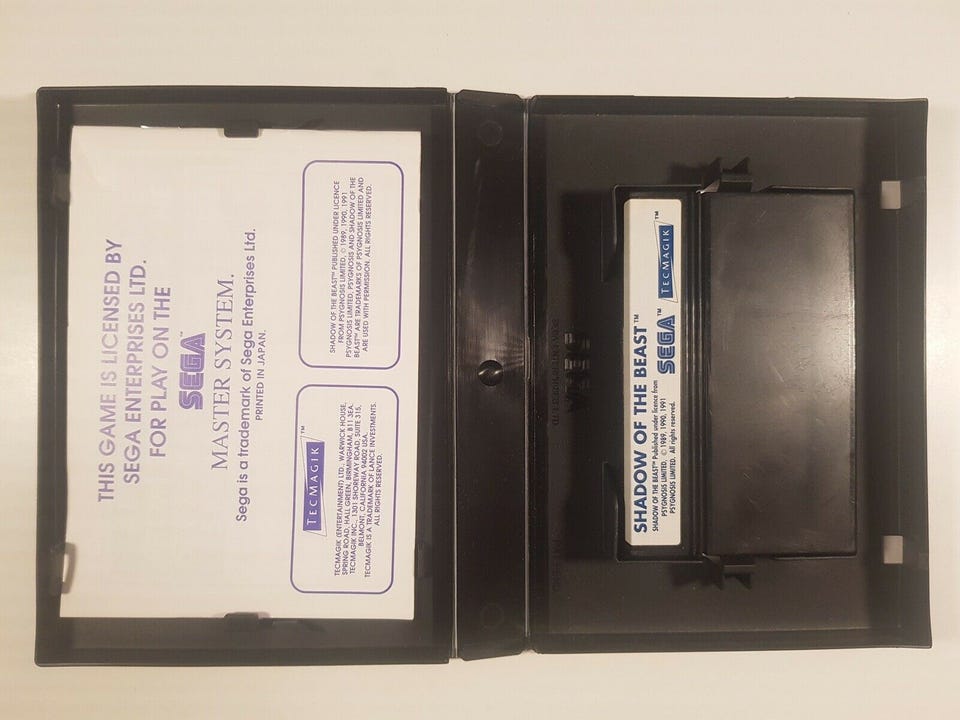 THIS GAME IS LICENSED BY
SEGA ENTERPRISES LTD.
FOR PLAY ON THE
SEGA™
MASTER SYSTEM.
Sega is a trademark of Sega Enterprises Ltd.
PRINTED IN JAPAN.
TECMAGIK™
TECMAGIK (ENTERTAINMENT) LTD, WARWICK HOUSE,
SPRING ROAD, HALL GREEN, BIRMINGHAM, B11 3EA.
TECMAGIK INC., 1301 SHOREWAY ROAD, SUITE 315,
BELMONT, CALIFORNIA 94002 USA.
TECMAGIK IS A TRADEMARK OF LANCE INVESTMENTS.
ALL RIGHTS RESERVED.
SHADOW OF THE BEAST™ PUBLISHED UNDER LICENCE
FROM PSYGNOSIS LIMITED, © 1989, 1990, 1991
PSYGNOSIS LIMITED, PSYGNOSIS AND SHADOW OF THE
BEAST™ ARE TRADEMARKS OF PSYGNOSIS LIMITED AND
ARE USED WITH PERMISSION. ALL RIGHTS RESERVED.
SHADOW OF THE BEAST™
SHADOW OF THE BEAST™ Published under licence from
PSYGNOSIS LIMITED, © 1989, 1990, 1991
PSYGNOSIS LIMITED. All rights reserved.
SEGA™
TECMAGIK™